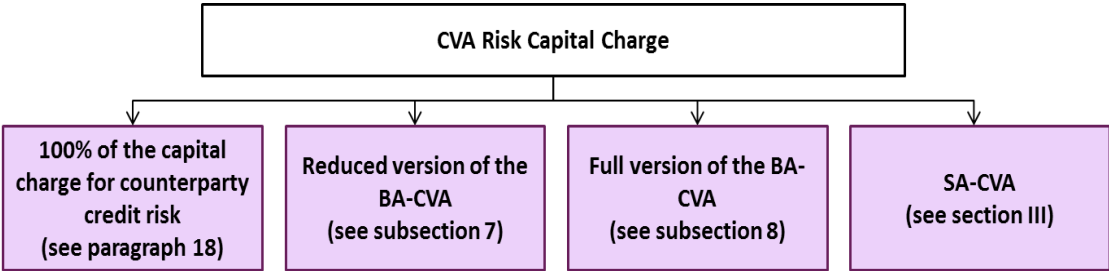 CVA Risk Capital Charge
100% of the capital
charge for counterparty
credit risk
(see paragraph 18)
Reduced version of the
BA-CVA
(see subsection 7)
Full version of the BA-
CVA
(see subsection 8)
SA-CVA
(see section III)